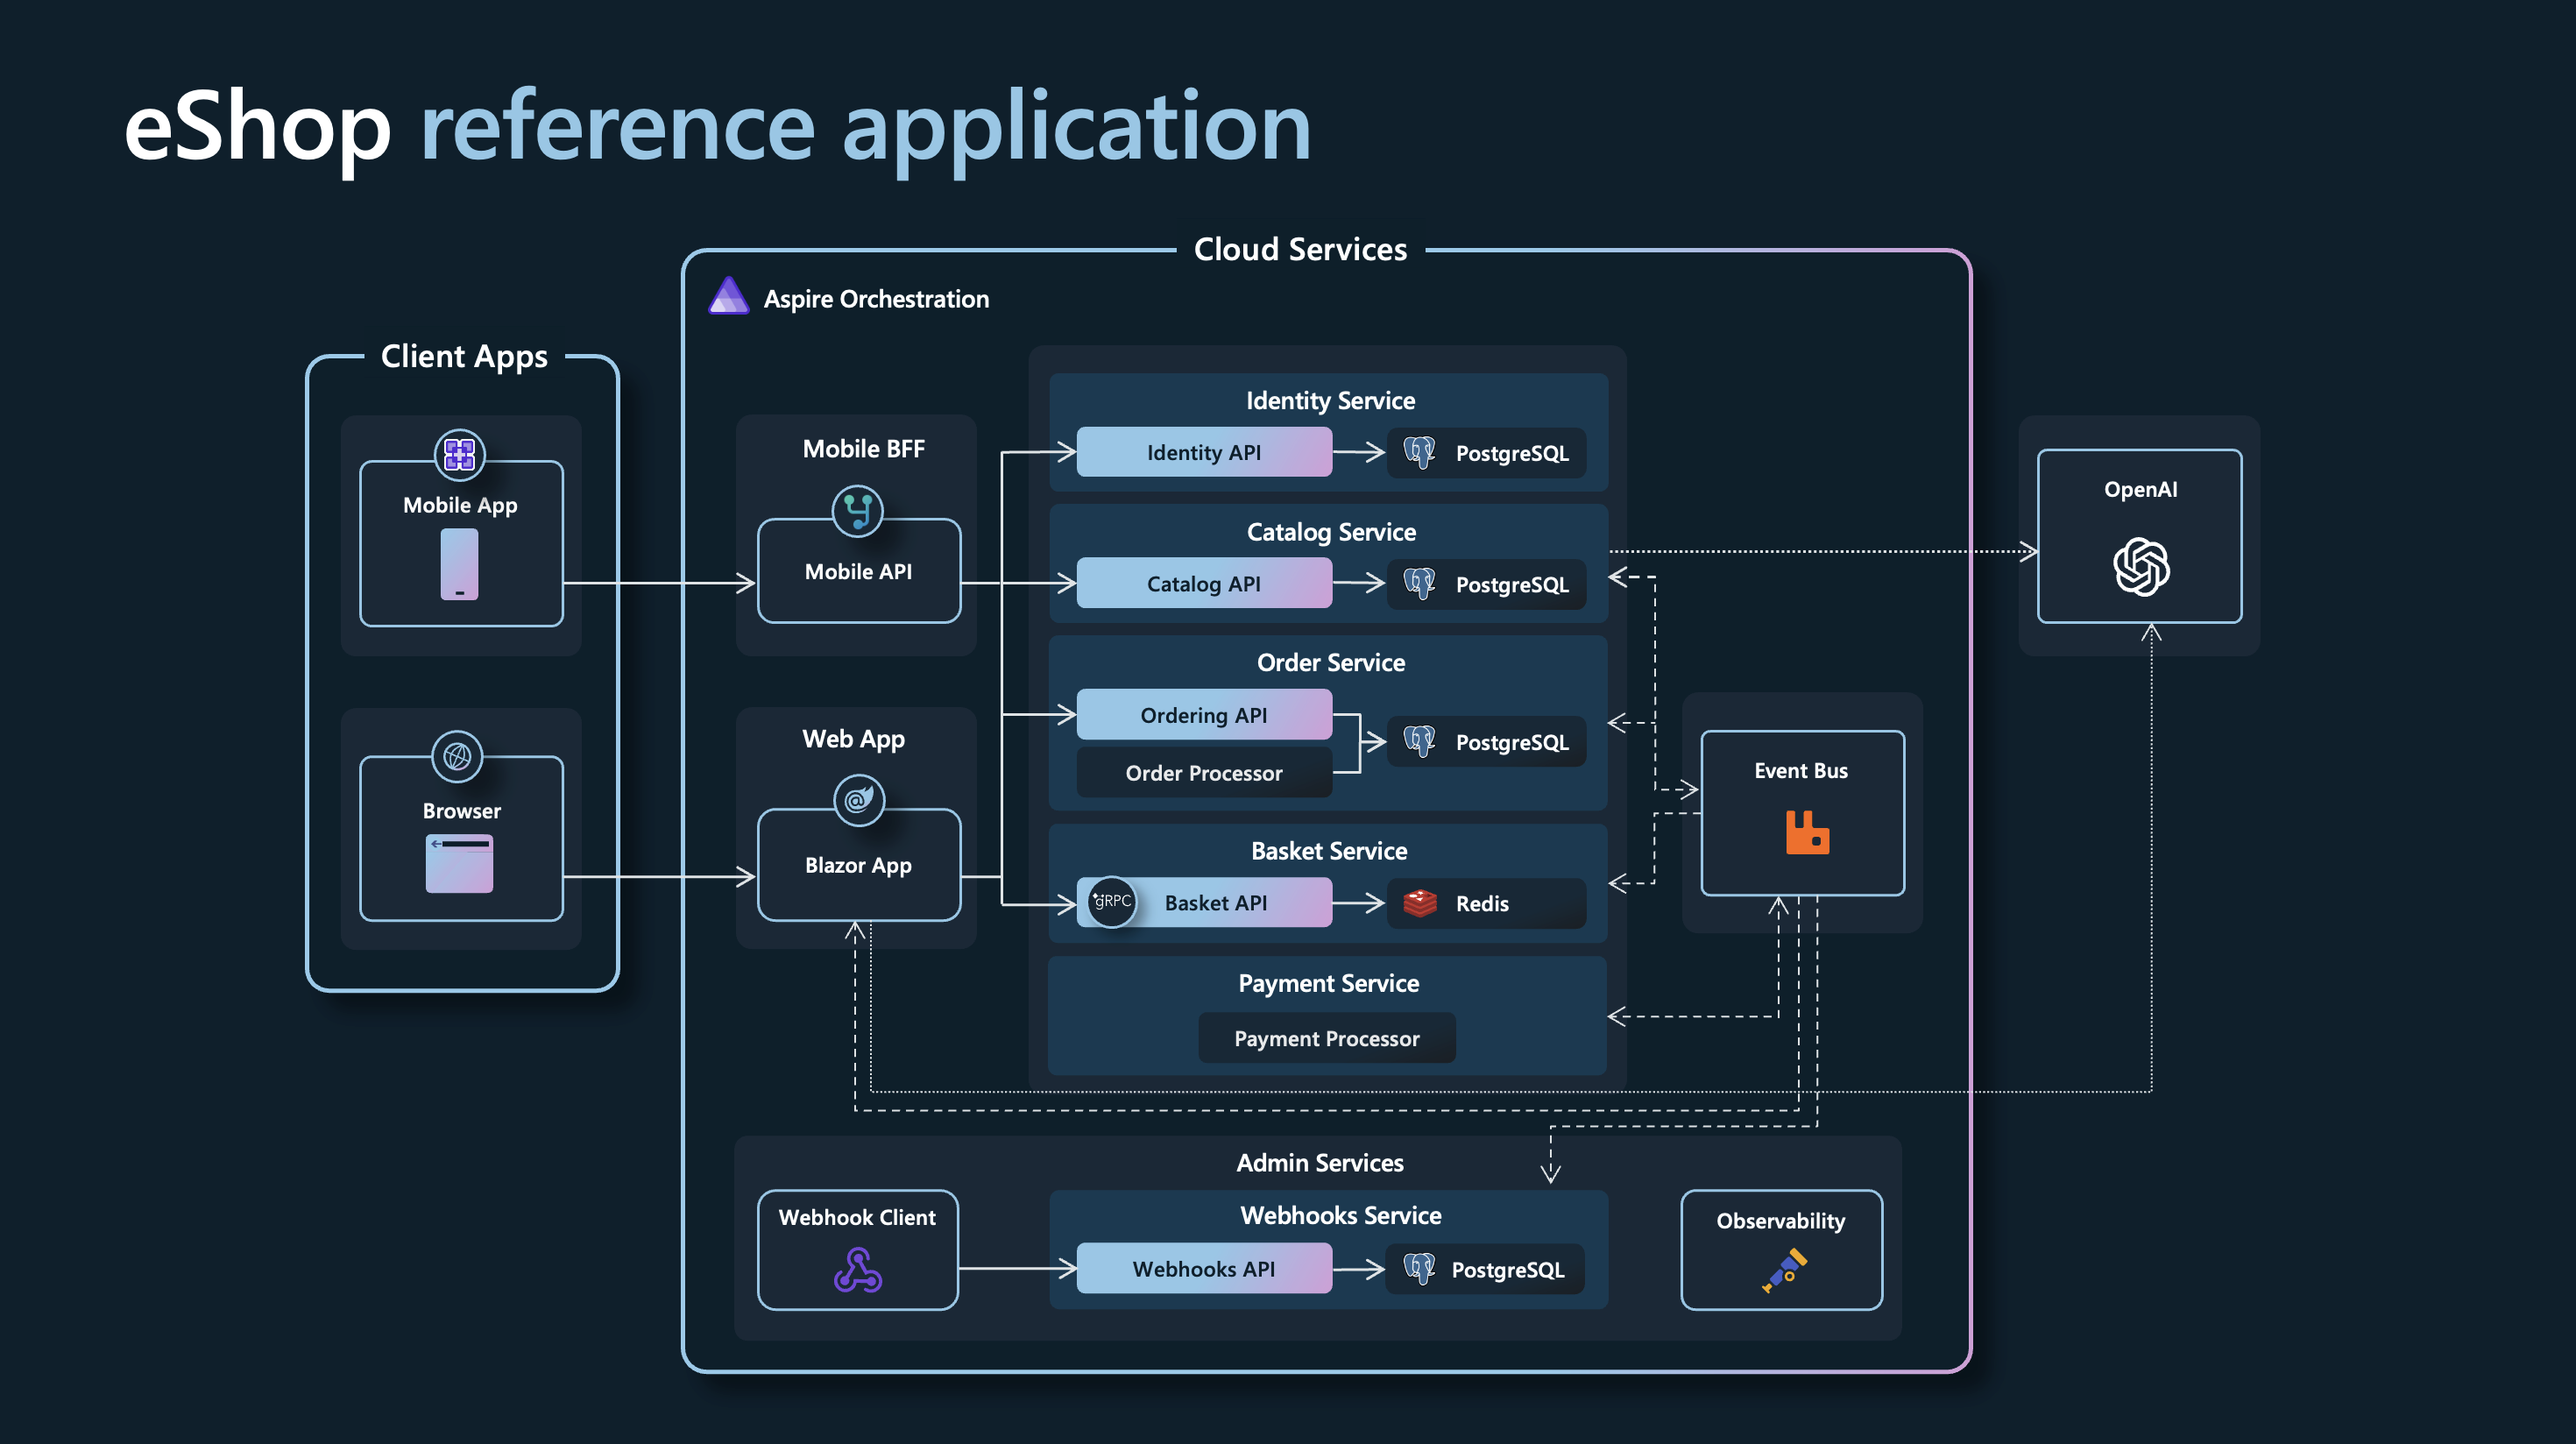 eShop reference application
Cloud Services
Aspire Orchestration
Client Apps
Mobile App
Browser
Mobile BFF
Mobile API
Web App
Blazor App
Identity Service
Identity API
PostgreSQL
Catalog Service
Catalog API
PostgreSQL
Order Service
Ordering API
Order Processor
PostgreSQL
Basket Service
gRPC
Basket API
Redis
Payment Service
Payment Processor
Event Bus
OpenAI
Admin Services
Webhook Client
Webhooks Service
Webhooks API
PostgreSQL
Observability